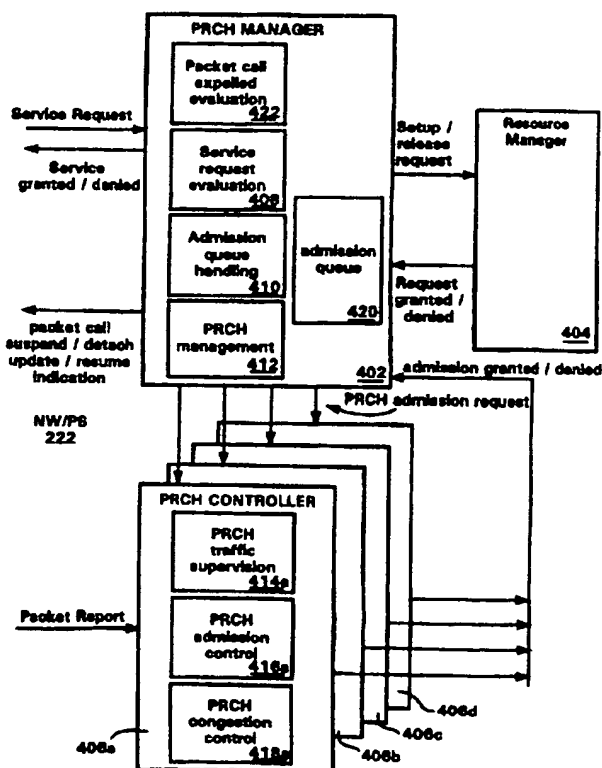 PRCH MANAGER
Packet call
expelled
evaluation
422
Service Request
Service
granted / denied
Service
request
evaluation
408
Setup /
release
request
Resource
Manager
Admission
queue
handling
410
admission
queue
420
Request
granted /
denied
404
packet call
suspend / detach
update / resume
indication
PRCH
management
412
402
admission granted / denied
PRCH admission request
NW/PS
222
PRCH CONTROLLER
PRCH
traffic
supervision
414a
Packet Report
PRCH
admission
control
416a
PRCH
congestion
control
418a
406a
406b
406c
406d